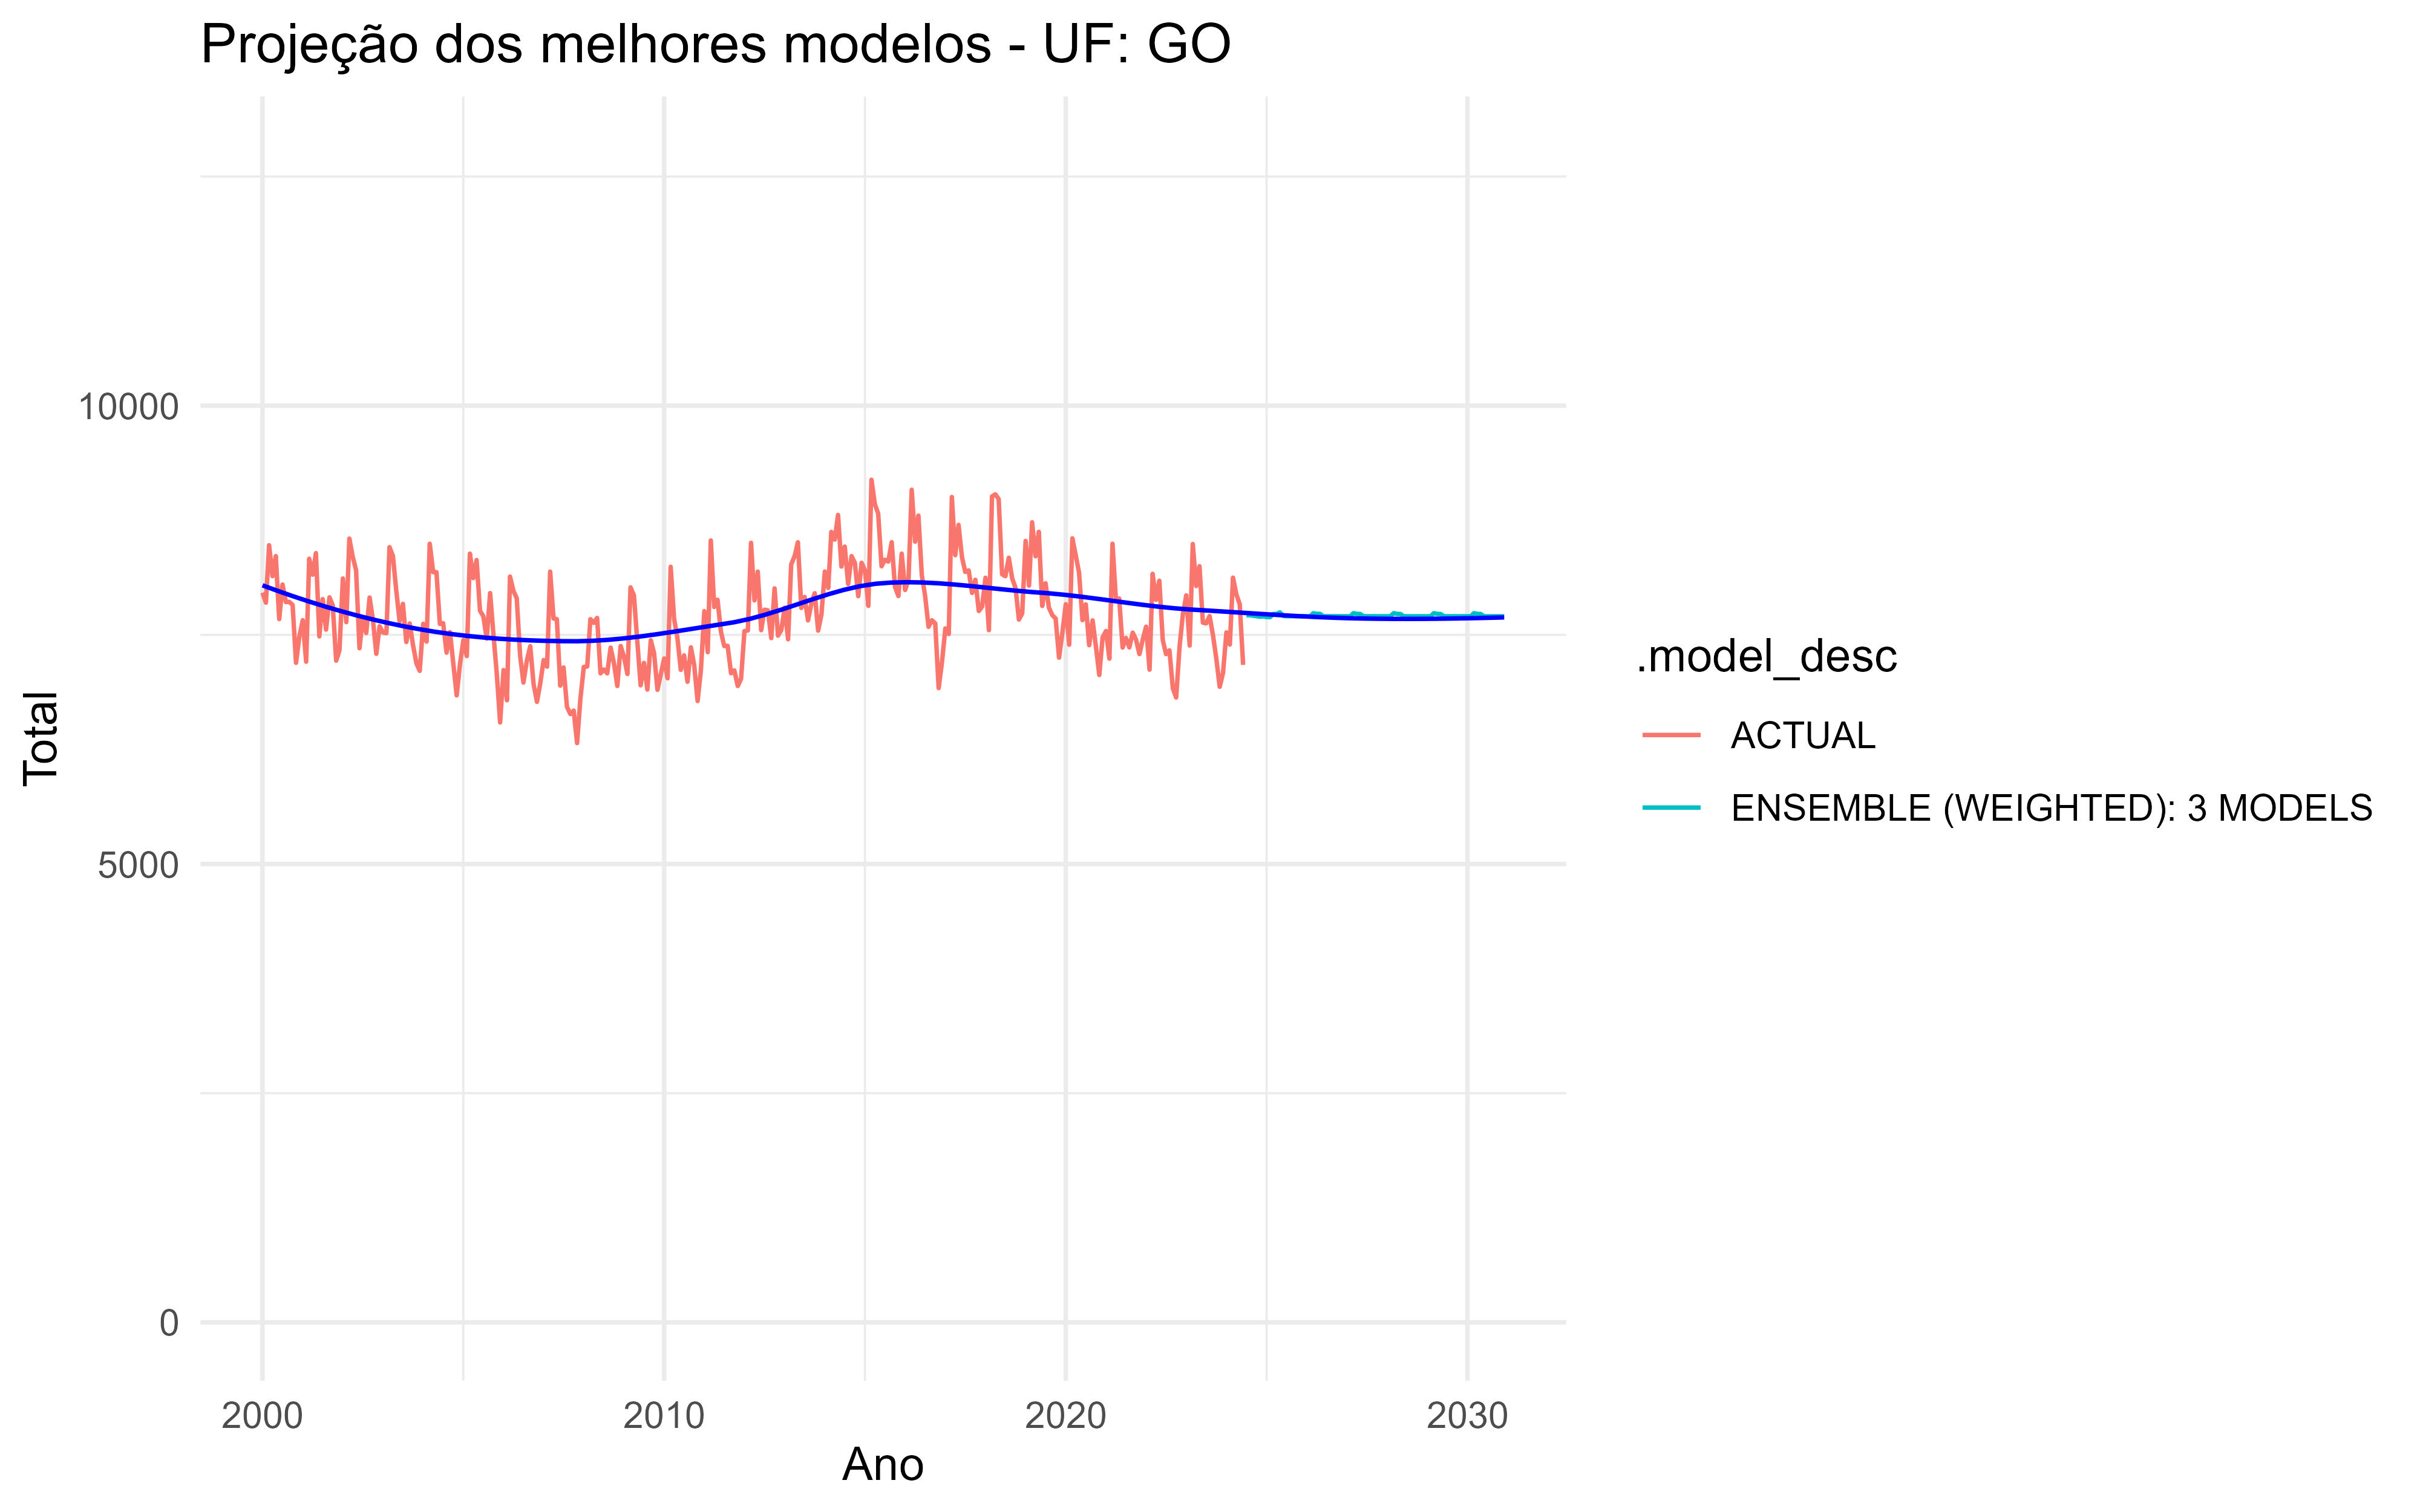 Projeção dos melhores modelos - UF: GO
10000
5000
0
Total
2000 2010 2020 2030
Ano
.model_desc
ACTUAL
ENSEMBLE (WEIGHTED): 3 MODELS